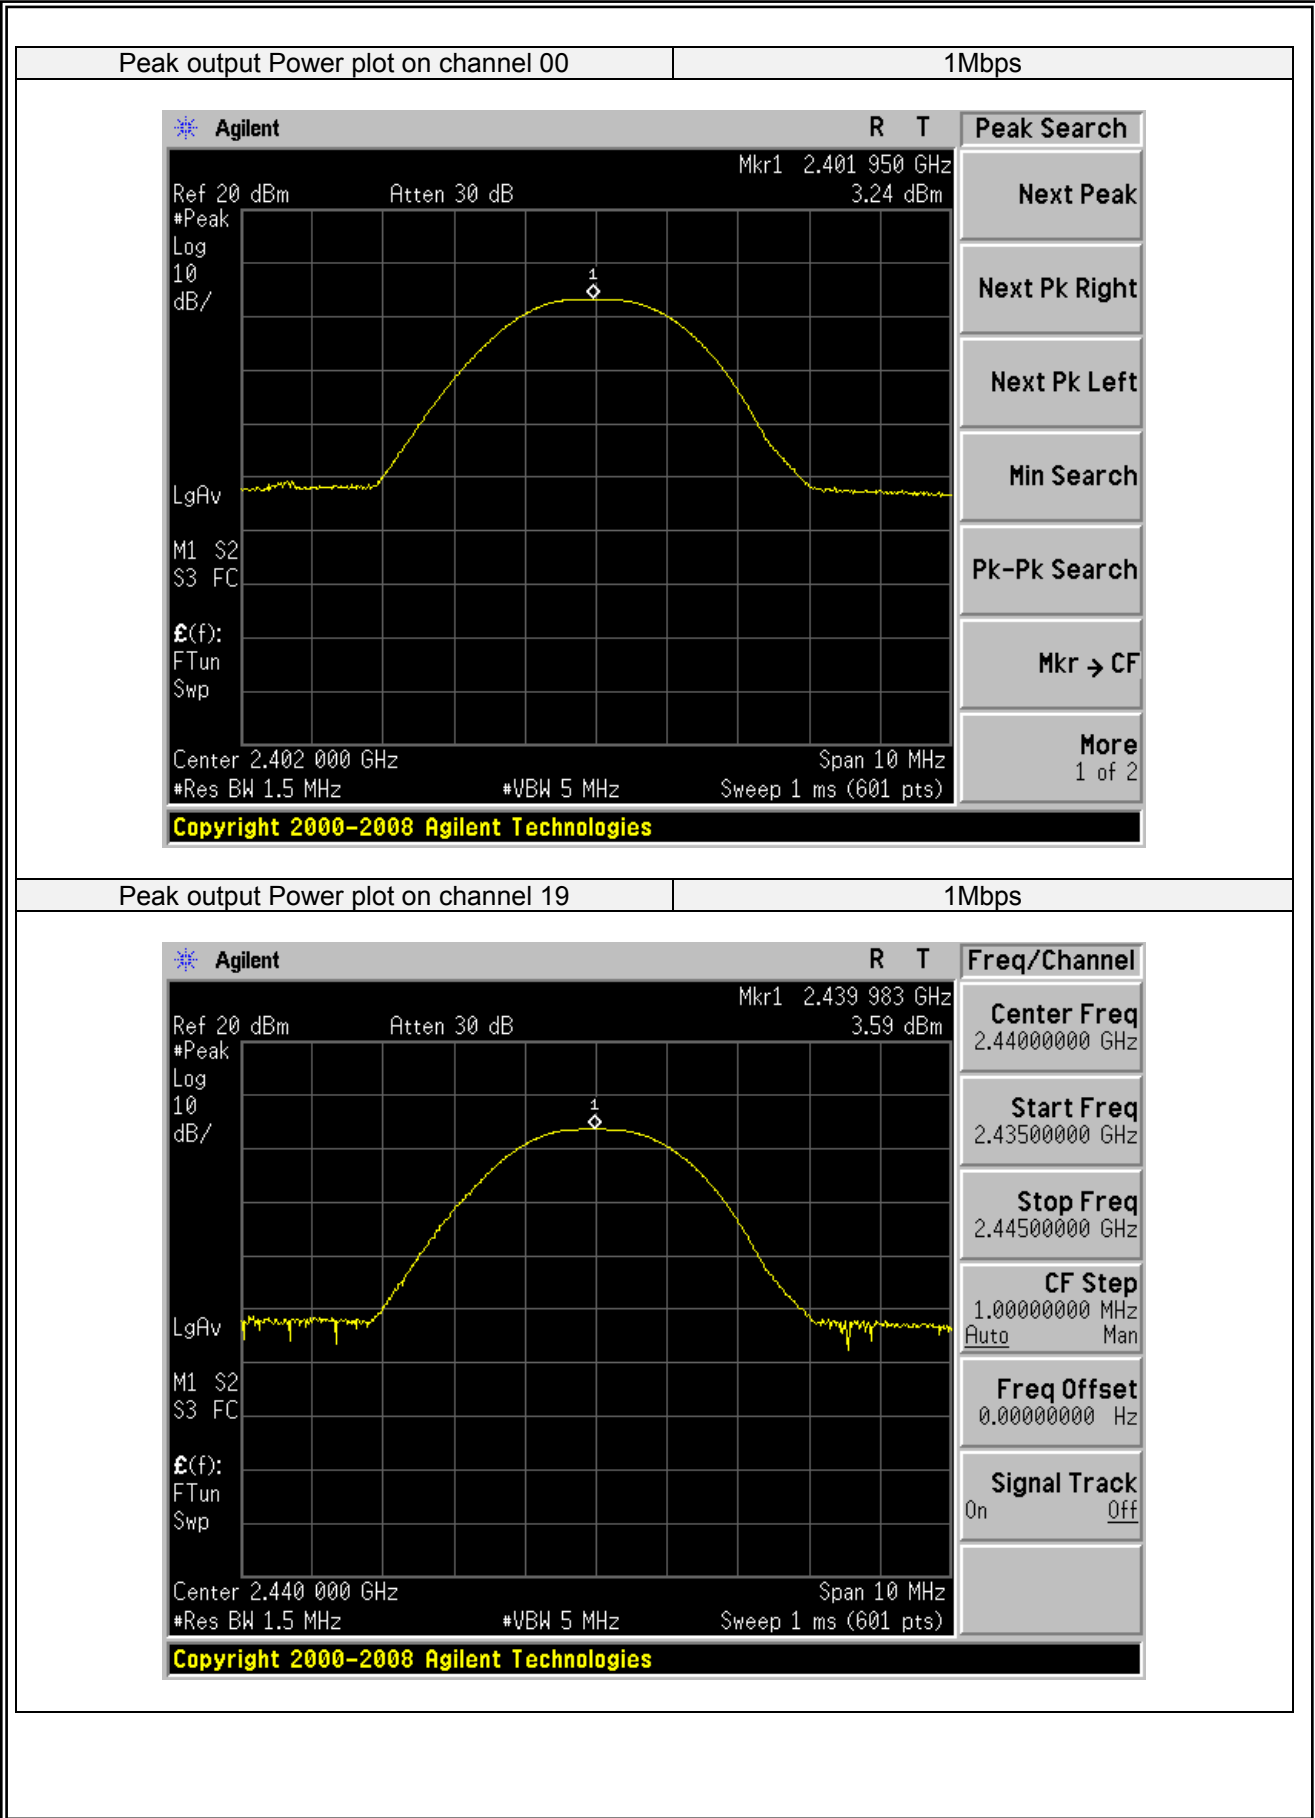 Peak output Power plot on channel 00 1Mbps
Agilent R T Peak Search
Mkr1 2.401 950 GHz
Ref 20 dBm Atten 30 dB 3.24 dBm
#Peak
Log
10
dB/
1
LgAv
M1 S2
S3 FC
£(f):
FTun
Swp
Center 2.402 000 GHz Span 10 MHz
#Res BW 1.5 MHz #VBW 5 MHz Sweep 1 ms (601 pts)
Copyright 2000-2008 Agilent Technologies
Next Peak
Next Pk Right
Next Pk Left
Min Search
Pk-Pk Search
Mkr → CF
More
1 of 2
Peak output Power plot on channel 19 1Mbps
Agilent R T Freq/Channel
Mkr1 2.439 983 GHz
Ref 20 dBm Atten 30 dB 3.59 dBm
#Peak
Log
10
dB/
1
LgAv
M1 S2
S3 FC
£(f):
FTun
Swp
Center 2.440 000 GHz Span 10 MHz
#Res BW 1.5 MHz #VBW 5 MHz Sweep 1 ms (601 pts)
Copyright 2000-2008 Agilent Technologies
Center Freq
2.44000000 GHz
Start Freq
2.43500000 GHz
Stop Freq
2.44500000 GHz
CF Step
1.00000000 MHz
Auto Man
Freq Offset
0.00000000 Hz
Signal Track
On Off